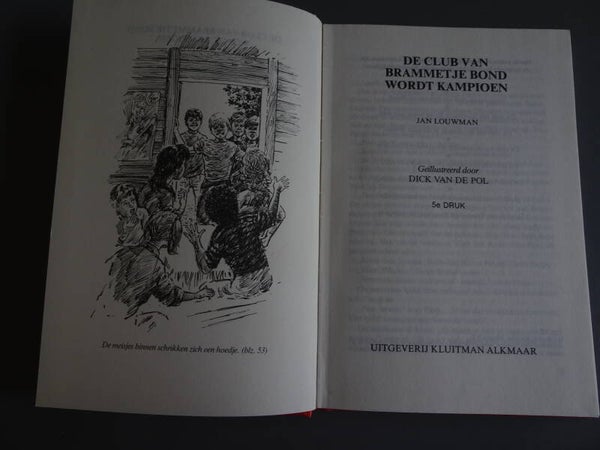 De meisjes binnen schrikken zich een hoedje. (blz. 53)
DE CLUB VAN
BRAMMETJE BOND
WORDT KAMPIOEN
JAN LOUWMAN
Geïllustreerd door
DICK VAN DE POL
5e DRUK
UITGEVERIJ KLUITMAN ALKMAAR